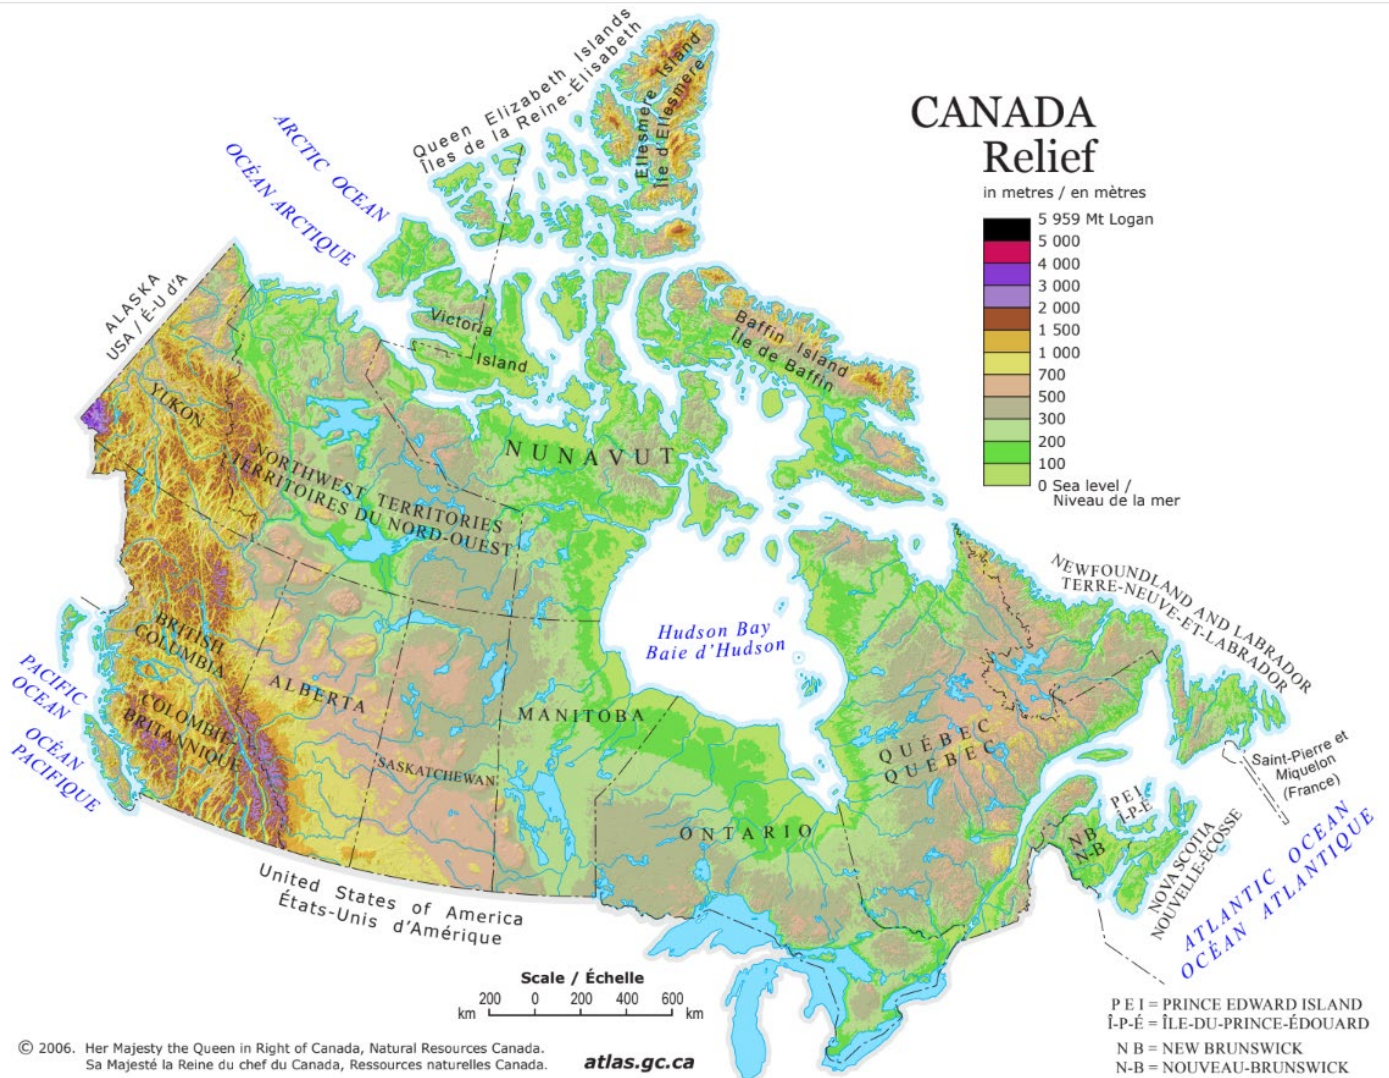 CANADA
Relief
in metres / en mètres
5 959 Mt Logan
5 000
4 000
3 000
2 000
1 500
1 000
700
500
300
200
100
0 Sea level /
Niveau de la mer
Queen Elizabeth Islands
Îles de la Reine-Élisabeth
Ellesmere Island
Île d'Ellesmere
ARCTIC OCEAN
OCÉAN ARCTIQUE
ALASKA
USA / É-U d'A
Victoria
Island
Baffin Island
Île de Baffin
YUKON
NUNAVUT
NORTHWEST TERRITORIES
TERRITOIRES DU NORD-OUEST
NEWFOUNDLAND AND LABRADOR
TERRE-NEUVE-ET-LABRADOR
Hudson Bay
Baie d'Hudson
PACIFIC
OCEAN
OCÉAN
PACIFIQUE
BRITISH
COLUMBIA
COLOMBIE-
BRITANNIQUE
ALBERTA
SASKATCHEWAN
MANITOBA
ONTARIO
QUÉBEC
QUEBEC
Saint-Pierre et
Miquelon
(France)
P E I
Î-P-É
N B
N-B
NOVA SCOTIA
NOUVELLE-ÉCOSSE
ATLANTIC OCEAN
OCÉAN ATLANTIQUE
United States of America
États-Unis d'Amérique
Scale / Échelle
200 0 200 400 600
km km
P E I = PRINCE EDWARD ISLAND
Î-P-É = ÎLE-DU-PRINCE-ÉDOUARD
N B = NEW BRUNSWICK
N-B = NOUVEAU-BRUNSWICK
© 2006. Her Majesty the Queen in Right of Canada, Natural Resources Canada.
Sa Majesté la Reine du chef du Canada, Ressources naturelles Canada.
atlas.gc.ca